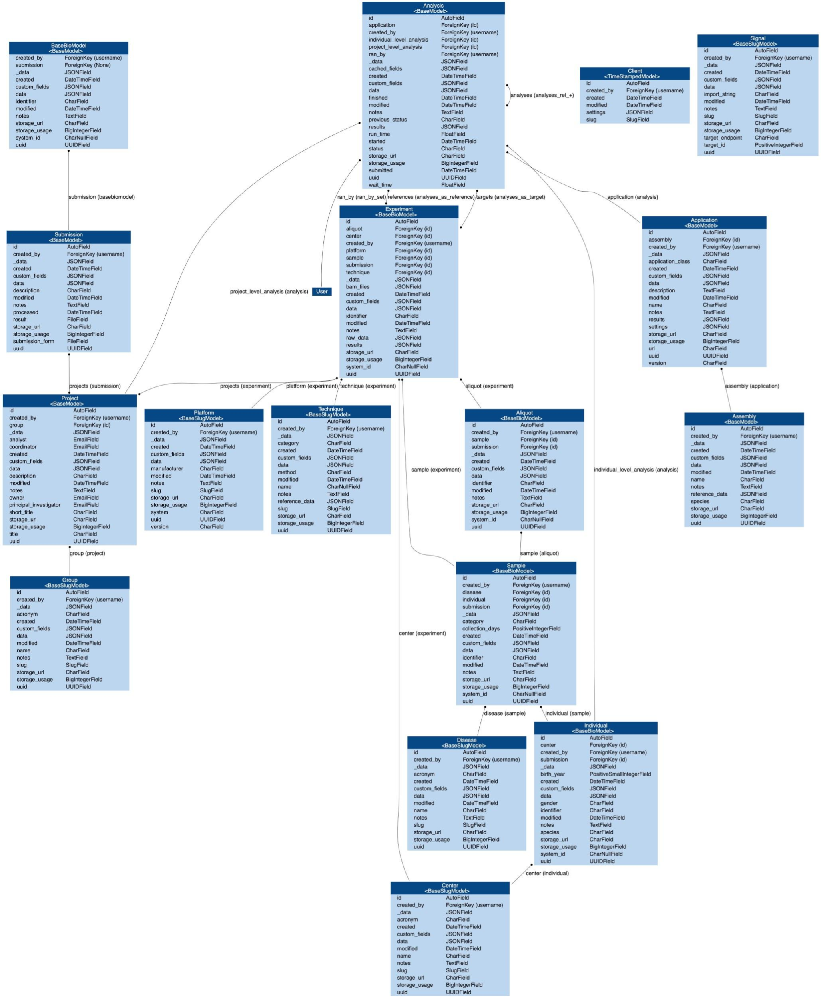 Analysis
<BaseModel>
id AutoField
application ForeignKey (id)
created_by ForeignKey (username)
individual_level_analysis ForeignKey (id)
project_level_analysis ForeignKey (id)
ran_by ForeignKey (username)
_data JSONField
cached_fields JSONField
created DateTimeField
custom_fields JSONField
data JSONField
finished DateTimeField
modified DateTimeField
notes TextField
previous_status CharField
results JSONField
run_time FloatField
started DateTimeField
status CharField
storage_url CharField
storage_usage BigIntegerField
submitted DateTimeField
uuid UUIDField
wait_time FloatField
BaseBioModel
<BaseModel>
created_by ForeignKey (username)
submission ForeignKey (None)
_data JSONField
created DateTimeField
custom_fields JSONField
data JSONField
identifier CharField
modified DateTimeField
notes TextField
storage_url CharField
storage_usage BigIntegerField
system_id CharNullField
uuid UUIDField
analyses (analyses_rel_+)
Client
<TimeStampedModel>
id AutoField
created_by ForeignKey (username)
created DateTimeField
modified DateTimeField
settings JSONField
slug SlugField
Signal
<BaseSlugModel>
id AutoField
created_by ForeignKey (username)
_data JSONField
created DateTimeField
custom_fields JSONField
data JSONField
import_string CharField
modified DateTimeField
notes TextField
slug SlugField
storage_url CharField
storage_usage BigIntegerField
target_endpoint CharField
target_id PositiveIntegerField
uuid UUIDField
submission (basebiomodel)
ran_by (ran_by_set)
references (analyses_as_reference)
targets (analyses_as_target)
application (analysis)
Submission
<BaseModel>
id AutoField
created_by ForeignKey (username)
_data JSONField
created DateTimeField
custom_fields JSONField
data JSONField
description CharField
modified DateTimeField
notes TextField
processed DateTimeField
result FileField
storage_url CharField
storage_usage BigIntegerField
submission_form FileField
uuid UUIDField
project_level_analysis (analysis)
User
Experiment
<BaseBioModel>
id AutoField
aliquot ForeignKey (id)
center ForeignKey (id)
created_by ForeignKey (username)
platform ForeignKey (id)
sample ForeignKey (id)
submission ForeignKey (id)
technique ForeignKey (id)
_data JSONField
bam_files JSONField
created DateTimeField
custom_fields JSONField
data JSONField
identifier CharField
modified DateTimeField
notes TextField
raw_data JSONField
results JSONField
storage_url CharField
storage_usage BigIntegerField
system_id CharNullField
uuid UUIDField
Application
<BaseModel>
id AutoField
assembly ForeignKey (id)
created_by ForeignKey (username)
_data JSONField
application_class CharField
created DateTimeField
custom_fields JSONField
data JSONField
description TextField
modified DateTimeField
name CharField
notes TextField
results JSONField
settings JSONField
storage_url CharField
storage_usage BigIntegerField
url CharField
uuid UUIDField
version CharField
projects (submission)
projects (experiment)
platform (experiment)
technique (experiment)
aliquot (experiment)
assembly (application)
Project
<BaseModel>
id AutoField
created_by ForeignKey (username)
group ForeignKey (id)
_data JSONField
analyst EmailField
coordinator EmailField
created DateTimeField
custom_fields JSONField
data JSONField
description CharField
modified DateTimeField
notes TextField
owner EmailField
principal_investigator EmailField
short_title CharField
storage_url CharField
storage_usage BigIntegerField
title CharField
uuid UUIDField
Platform
<BaseSlugModel>
id AutoField
created_by ForeignKey (username)
_data JSONField
created DateTimeField
custom_fields JSONField
data JSONField
manufacturer CharField
modified DateTimeField
notes TextField
slug SlugField
storage_url CharField
storage_usage BigIntegerField
system CharField
uuid UUIDField
version CharField
Technique
<BaseSlugModel>
id AutoField
created_by ForeignKey (username)
_data JSONField
category CharField
created DateTimeField
custom_fields JSONField
data JSONField
method CharField
modified DateTimeField
name CharNullField
notes TextField
reference_data JSONField
slug SlugField
storage_url CharField
storage_usage BigIntegerField
uuid UUIDField
sample (experiment)
Aliquot
<BaseBioModel>
id AutoField
created_by ForeignKey (username)
sample ForeignKey (id)
submission ForeignKey (id)
_data JSONField
created DateTimeField
custom_fields JSONField
data JSONField
identifier CharField
modified DateTimeField
notes TextField
storage_url CharField
storage_usage BigIntegerField
system_id CharNullField
uuid UUIDField
individual_level_analysis (analysis)
Assembly
<BaseModel>
id AutoField
created_by ForeignKey (username)
_data JSONField
created DateTimeField
custom_fields JSONField
data JSONField
modified DateTimeField
name CharField
notes TextField
reference_data JSONField
species CharField
storage_url CharField
storage_usage BigIntegerField
uuid UUIDField
group (project)
sample (aliquot)
Group
<BaseSlugModel>
id AutoField
created_by ForeignKey (username)
_data JSONField
acronym CharField
created DateTimeField
custom_fields JSONField
data JSONField
modified DateTimeField
name CharField
notes TextField
slug SlugField
storage_url CharField
storage_usage BigIntegerField
uuid UUIDField
center (experiment)
Sample
<BaseBioModel>
id AutoField
created_by ForeignKey (username)
disease ForeignKey (id)
individual ForeignKey (id)
submission ForeignKey (id)
_data JSONField
category CharField
collection_days PositiveIntegerField
created DateTimeField
custom_fields JSONField
data JSONField
identifier CharField
modified DateTimeField
notes TextField
storage_url CharField
storage_usage BigIntegerField
system_id CharNullField
uuid UUIDField
disease (sample)
individual (sample)
Disease
<BaseSlugModel>
id AutoField
created_by ForeignKey (username)
_data JSONField
acronym CharField
created DateTimeField
custom_fields JSONField
data JSONField
modified DateTimeField
name CharField
notes TextField
slug SlugField
storage_url CharField
storage_usage BigIntegerField
uuid UUIDField
Individual
<BaseBioModel>
id AutoField
center ForeignKey (id)
created_by ForeignKey (username)
submission ForeignKey (id)
_data JSONField
birth_year PositiveSmallIntegerField
created DateTimeField
custom_fields JSONField
data JSONField
gender CharField
identifier CharField
modified DateTimeField
notes TextField
species CharField
storage_url CharField
storage_usage BigIntegerField
system_id CharNullField
uuid UUIDField
center (individual)
Center
<BaseSlugModel>
id AutoField
created_by ForeignKey (username)
_data JSONField
acronym CharField
created DateTimeField
custom_fields JSONField
data JSONField
modified DateTimeField
name CharField
notes TextField
slug SlugField
storage_url CharField
storage_usage BigIntegerField
uuid UUIDField